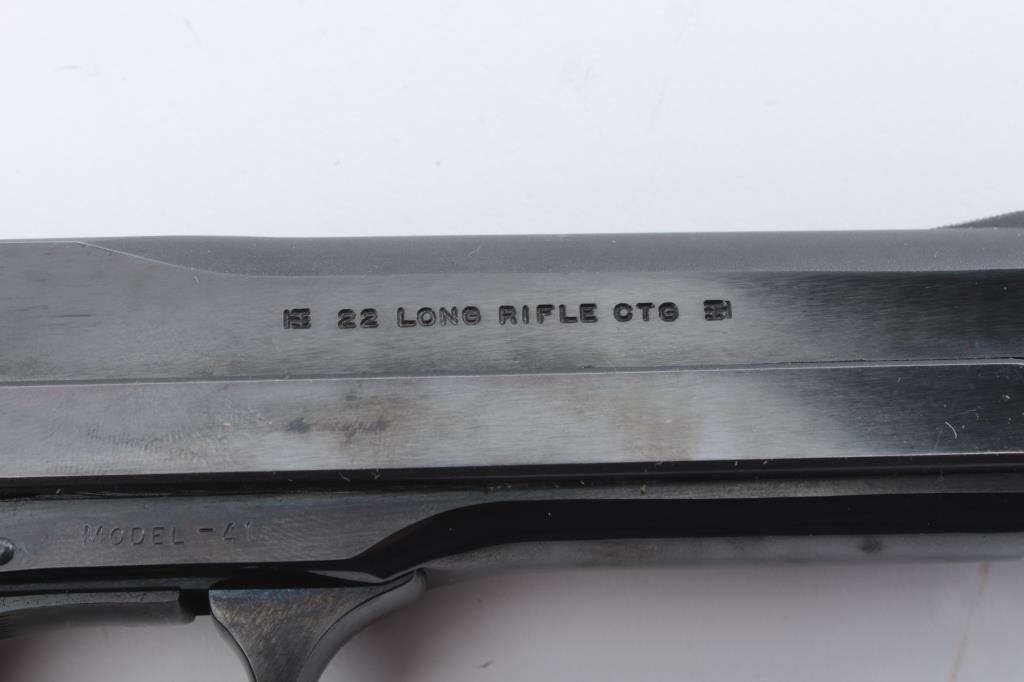 22 LONG RIFLE CTG
MODEL-41